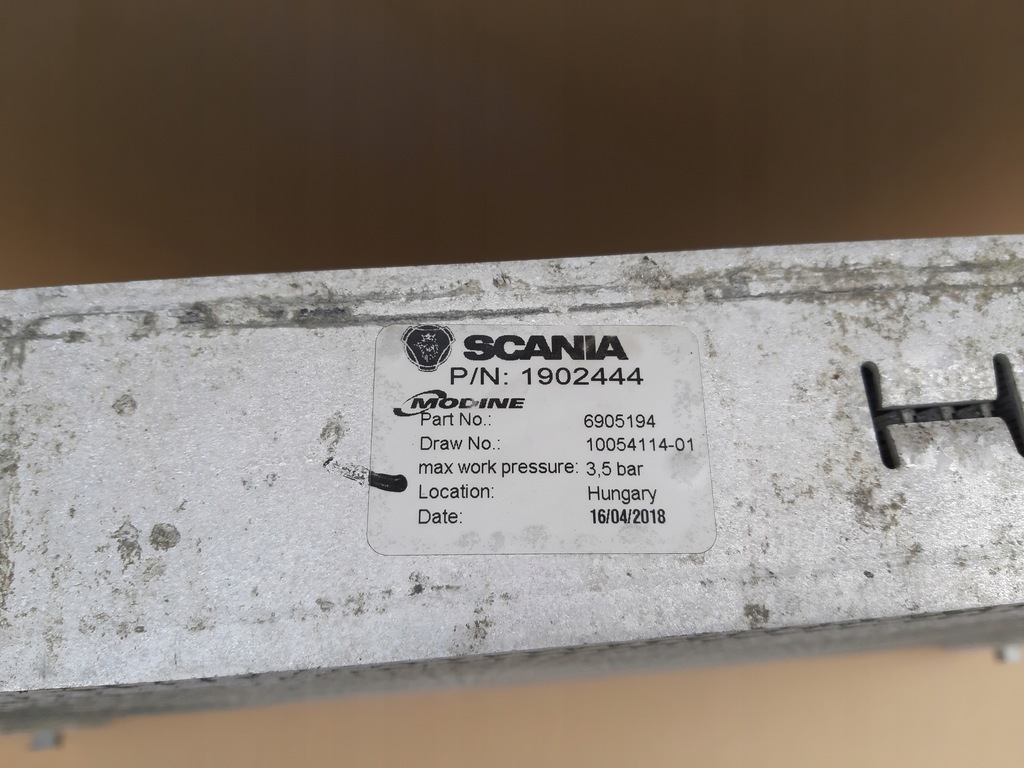 SCANIA
P/N: 1902444
MODINE
Part No.: 6905194
Draw No.: 10054114-01
max work pressure: 3,5 bar
Location: Hungary
Date: 16/04/2018